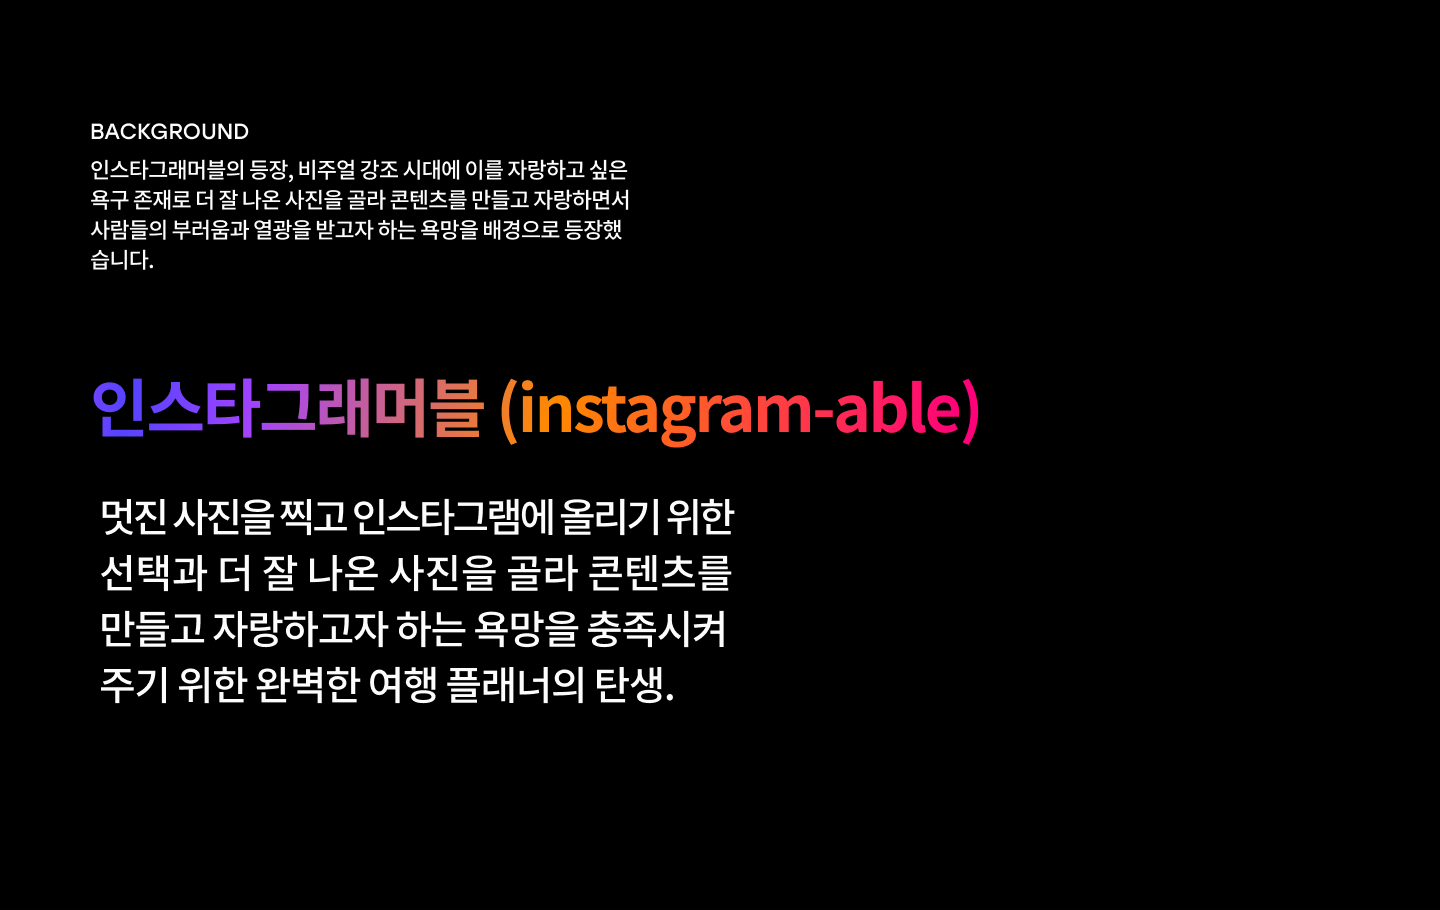 BACKGROUND
인스타그래머블의 등장, 비주얼 강조 시대에 이를 자랑하고 싶은
욕구 존재로 더 잘 나온 사진을 골라 콘텐츠를 만들고 자랑하면서
사람들의 부러움과 열광을 받고자 하는 욕망을 배경으로 등장했
습니다.
인스타그래머블 (instagram-able)
멋진 사진을 찍고 인스타그램에 올리기 위한
선택과 더 잘 나온 사진을 골라 콘텐츠를
만들고 자랑하고자 하는 욕망을 충족시켜
주기 위한 완벽한 여행 플래너의 탄생.